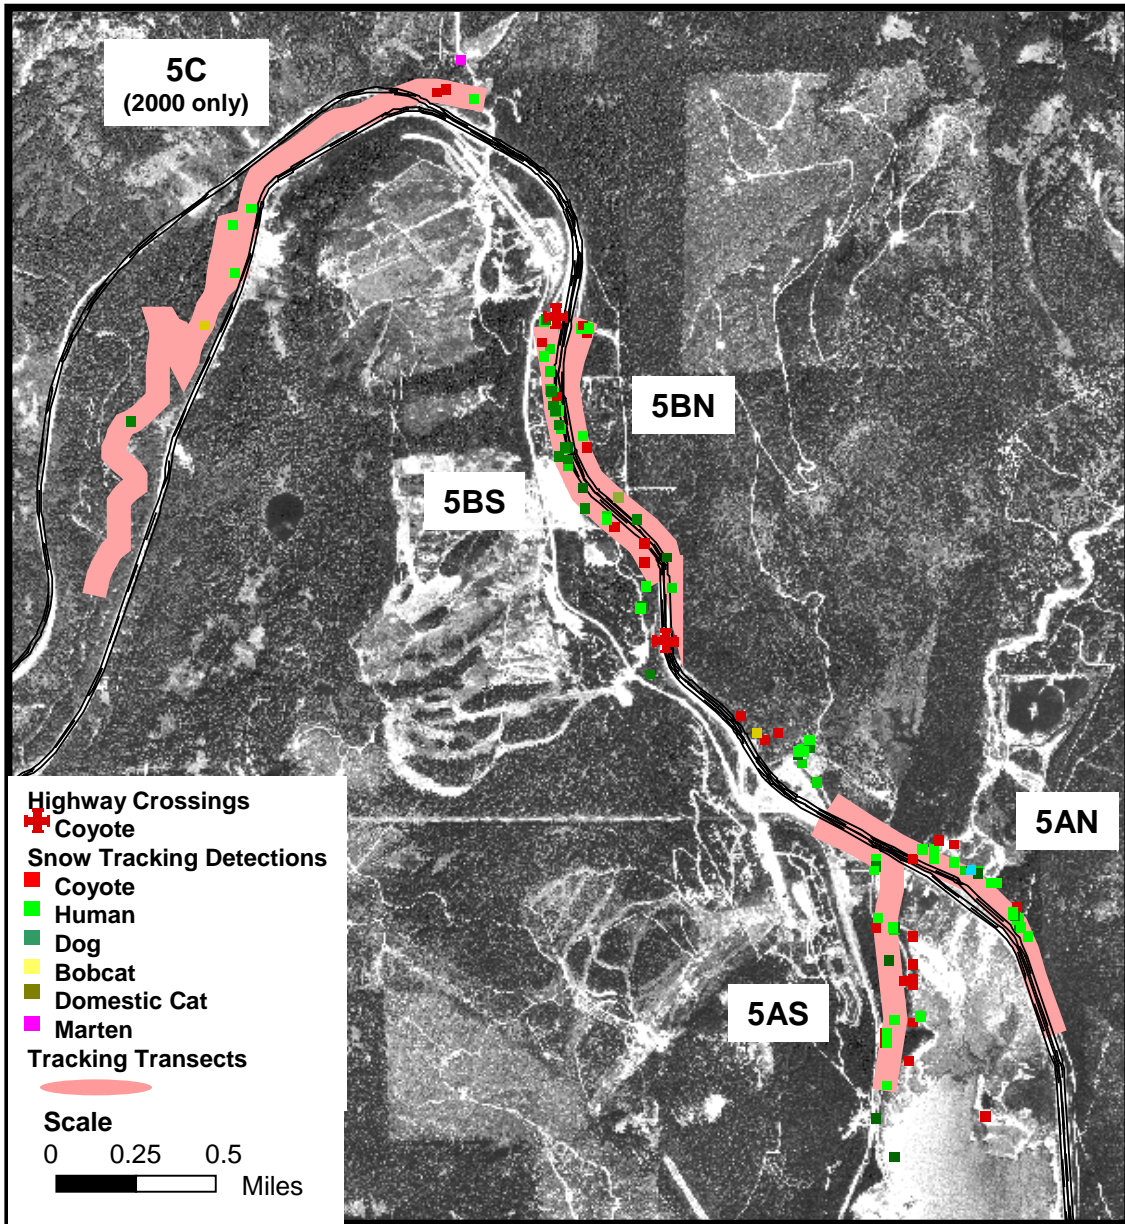 5C
(2000 only)
5BN
5BS
5AN
5AS
Highway Crossings
Coyote
Snow Tracking Detections
Coyote
Human
Dog
Bobcat
Domestic Cat
Marten
Tracking Transects
Scale
0 0.25 0.5
Miles